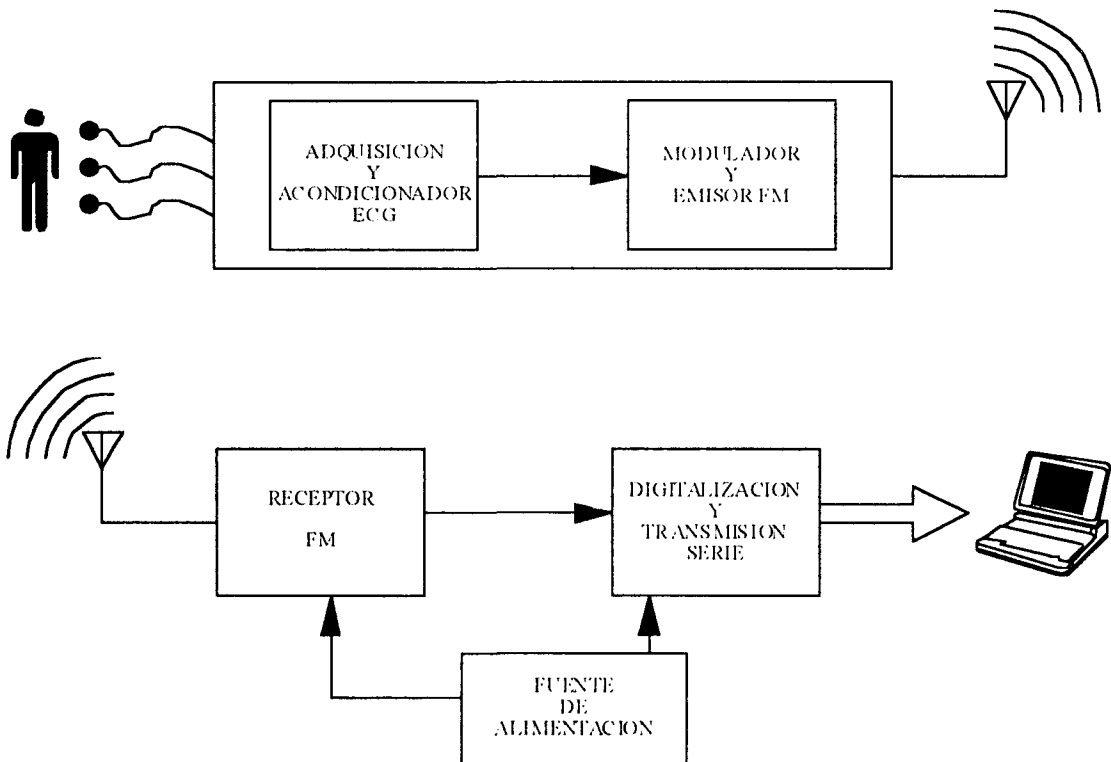 ADQUISICION
Y
ACONDICIONADOR
ECG
MODULADOR
Y
EMISOR FM
RECEPTOR
FM
DIGITALIZACION
Y
TRANSMISION
SERIE
FUENTE
DE
ALIMENTACION